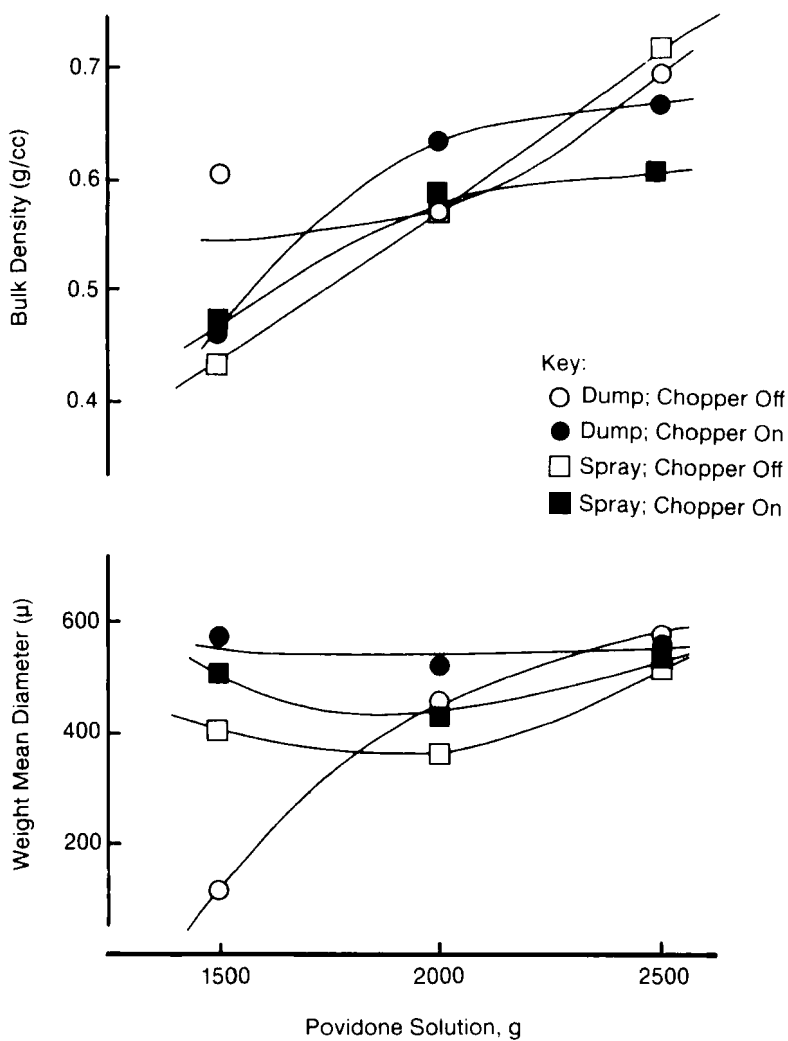 0.7
0.6
0.5
0.4
Bulk Density (g/cc)
Key:
Dump; Chopper Off
Dump; Chopper On
Spray; Chopper Off
Spray; Chopper On
600
400
200
Weight Mean Diameter (μ)
1500 2000 2500
Povidone Solution, g